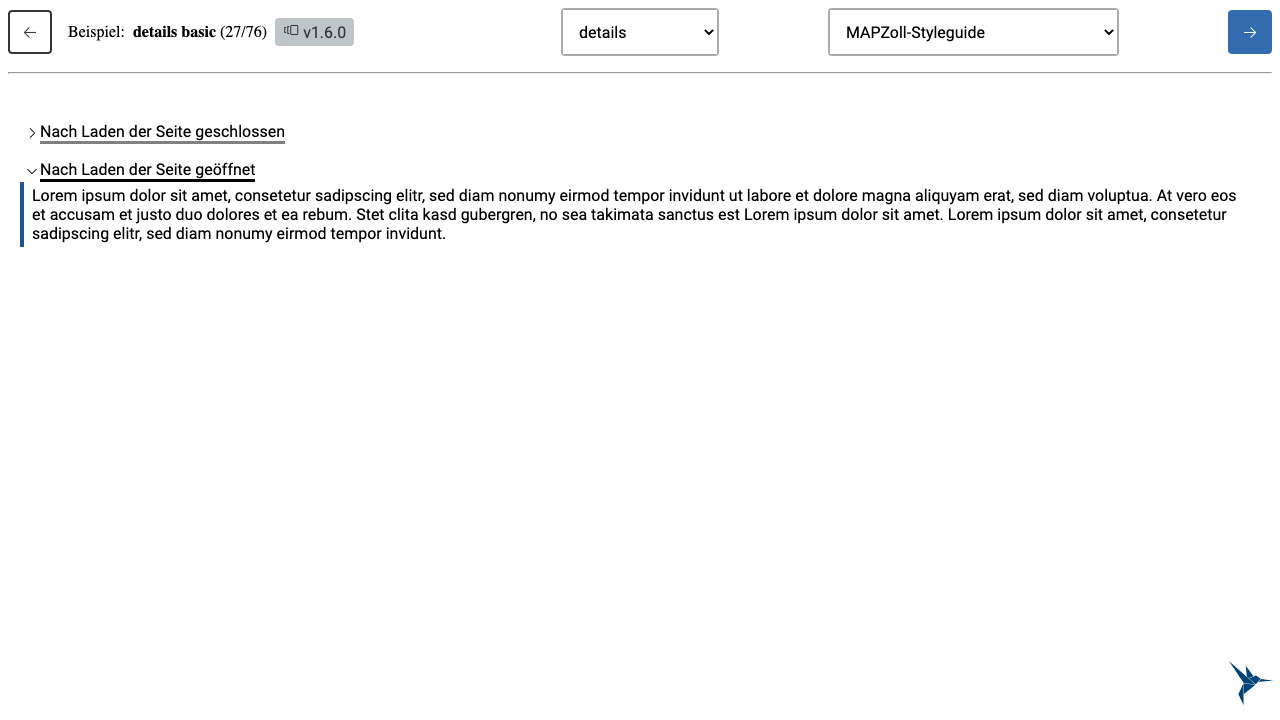 Beispiel: details basic (27/76) v1.6.0 details MAPZoll-Styleguide
Nach Laden der Seite geschlossen
Nach Laden der Seite geöffnet
Lorem ipsum dolor sit amet, consetetur sadipscing elitr, sed diam nonumy eirmod tempor invidunt ut labore et dolore magna aliquyam erat, sed diam voluptua. At vero eos
et accusam et justo duo dolores et ea rebum. Stet clita kasd gubergren, no sea takimata sanctus est Lorem ipsum dolor sit amet. Lorem ipsum dolor sit amet, consetetur
sadipscing elitr, sed diam nonumy eirmod tempor invidunt.